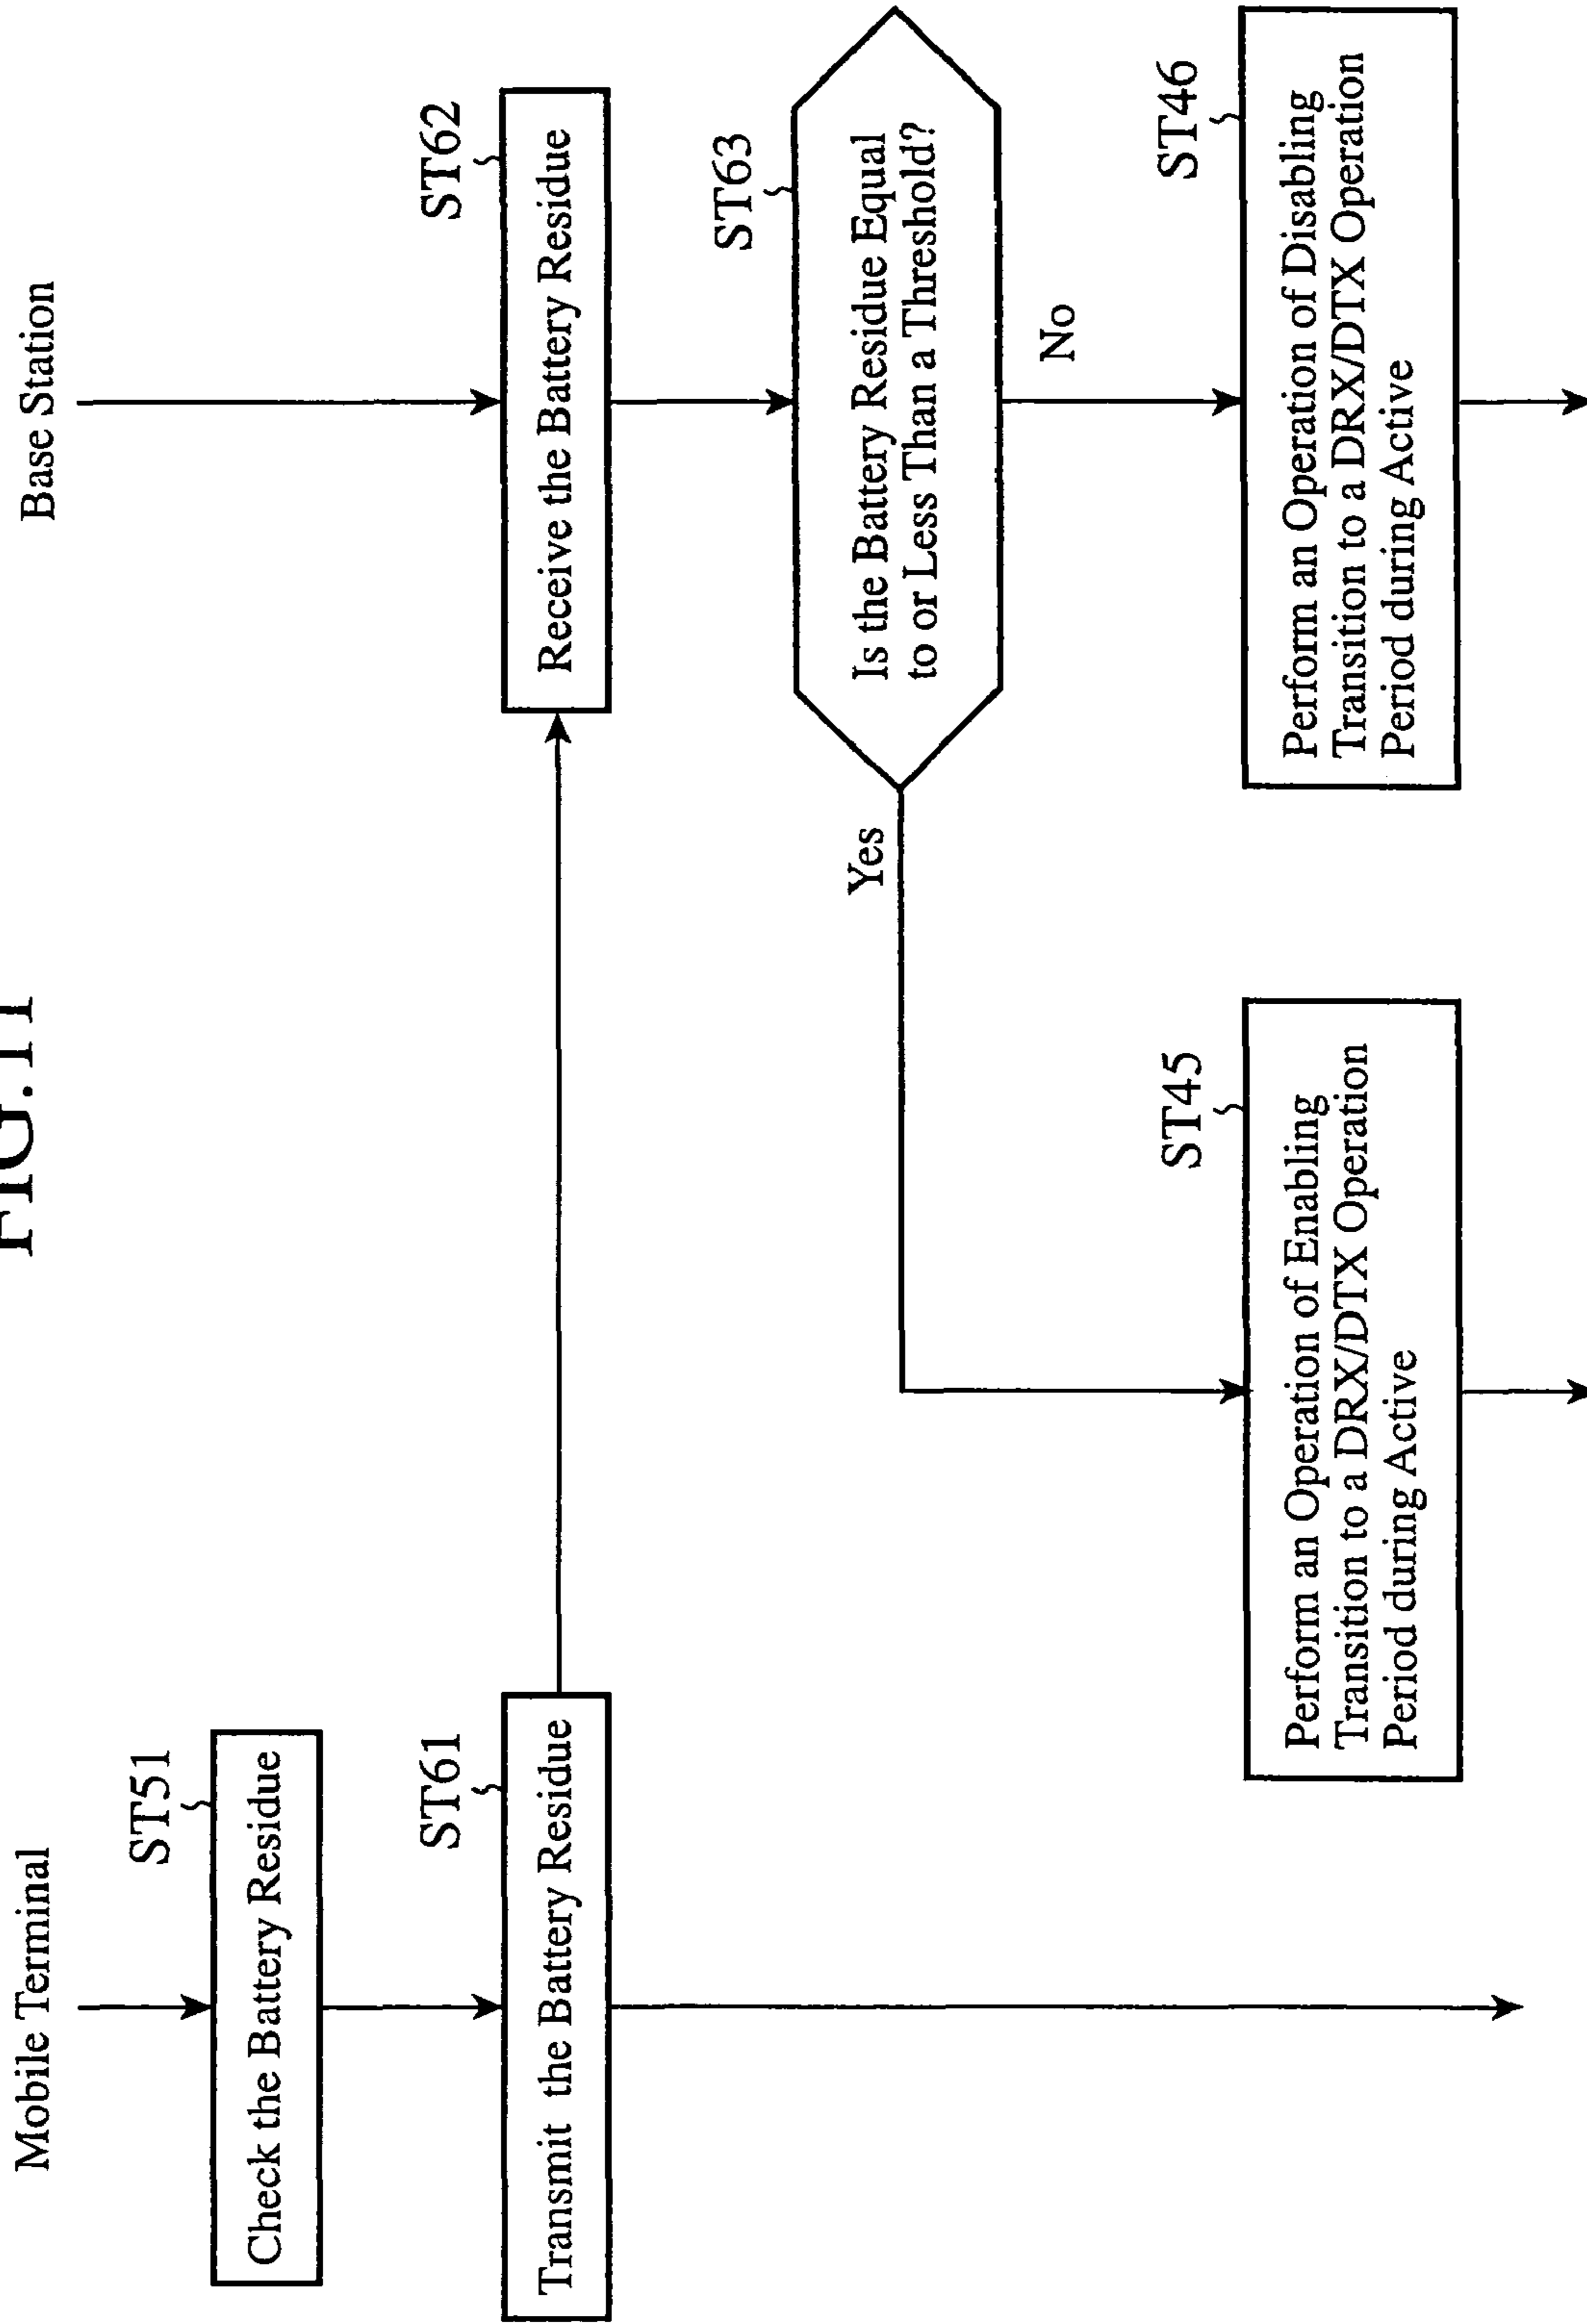 FIG.11
Mobile Terminal
Base Station
ST51
Check the Battery Residue
ST61
Transmit the Battery Residue
ST62
Receive the Battery Residue
ST63
Is the Battery Residue Equal
to or Less Than a Threshold?
Yes
No
ST45
Perform an Operation of Enabling
Transition to a DRX/DTX Operation
Period during Active
ST46
Perform an Operation of Disabling
Transition to a DRX/DTX Operation
Period during Active